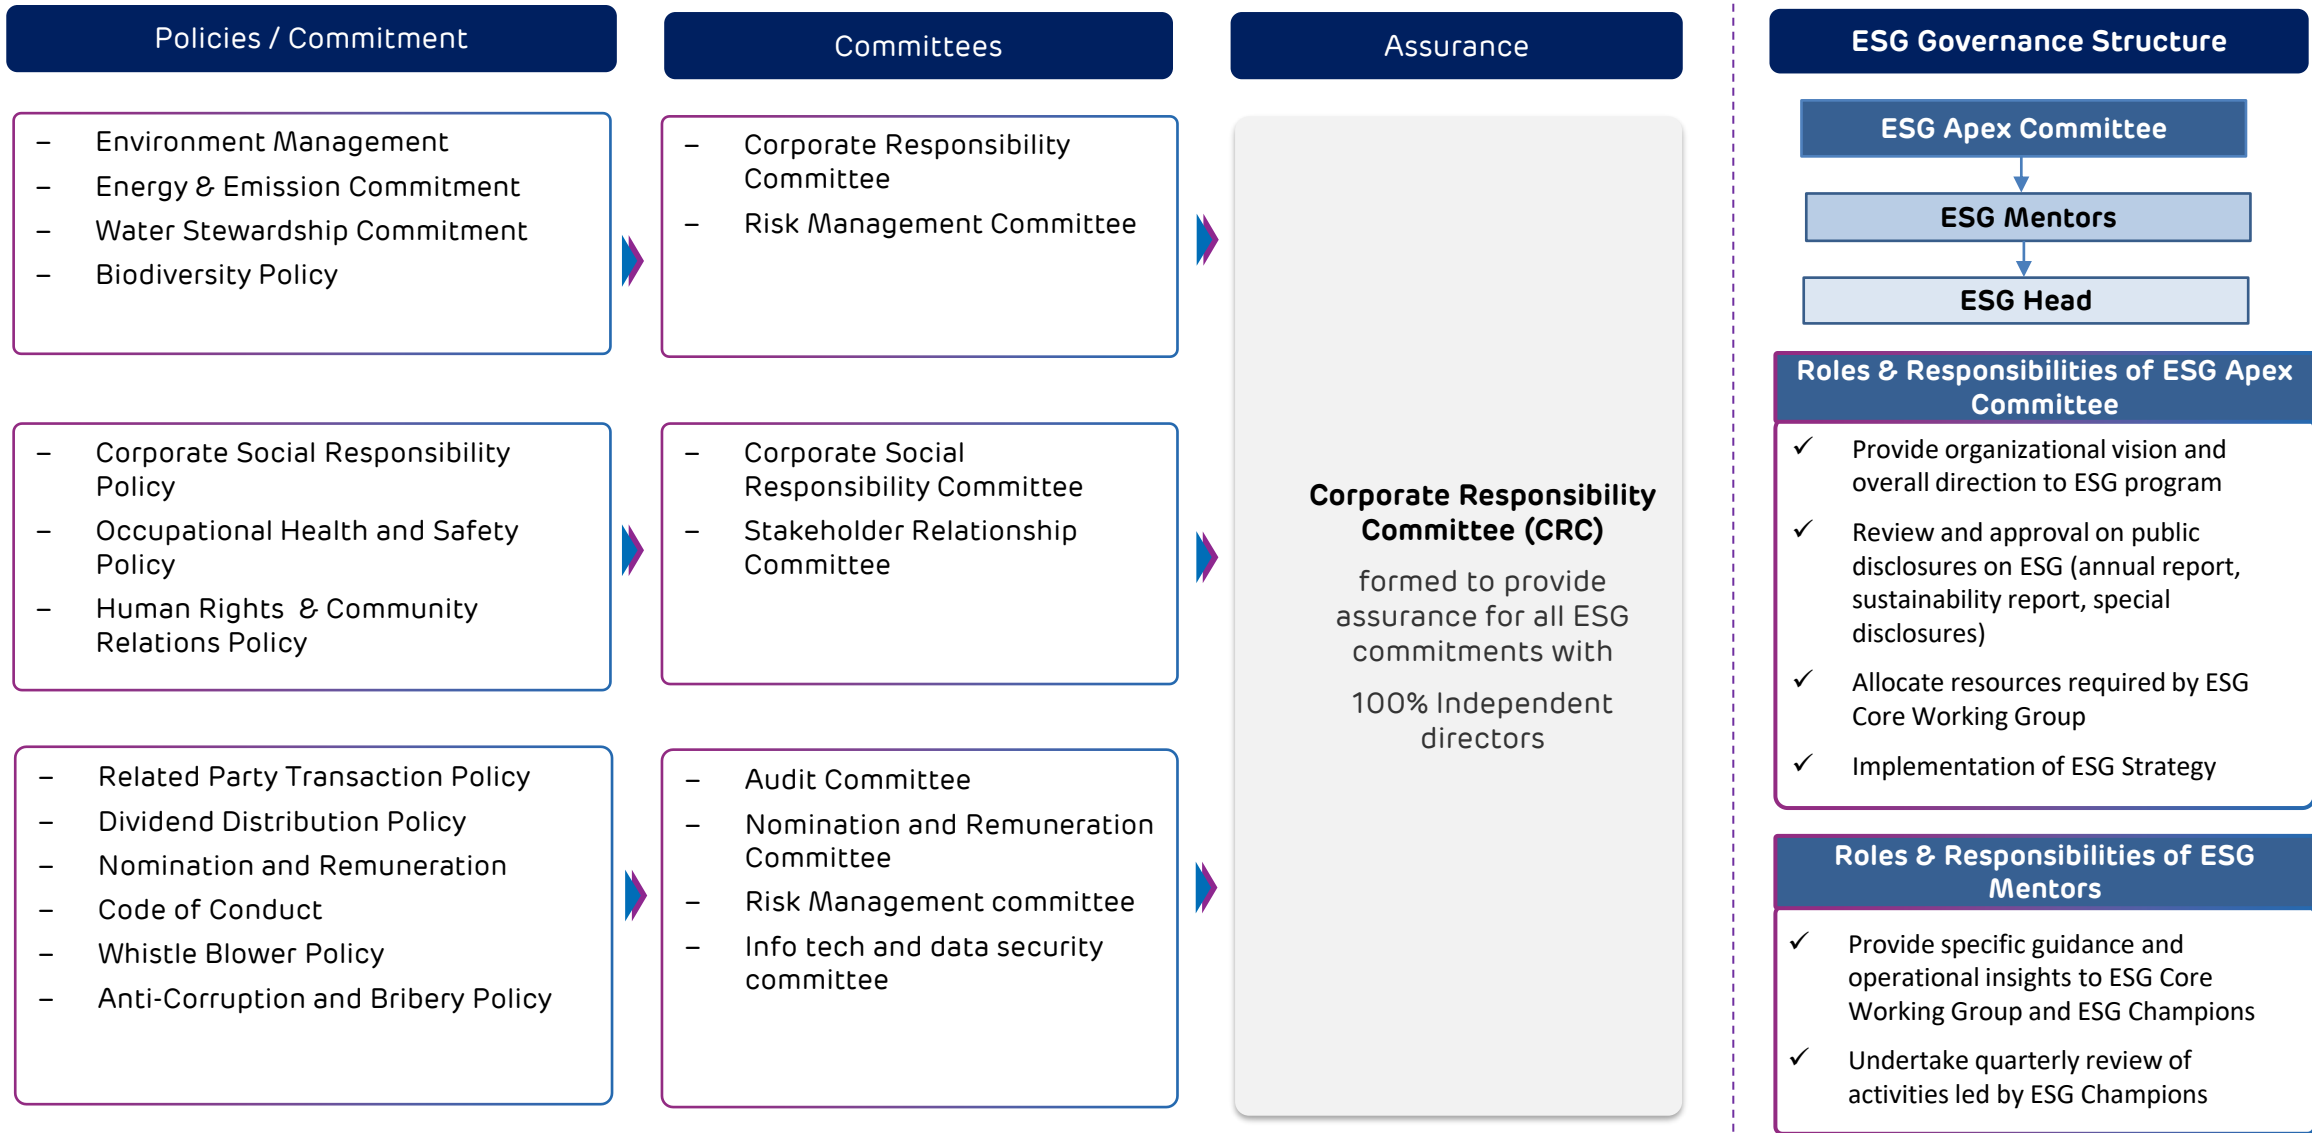 Policies / Commitment
– Environment Management
– Energy & Emission Commitment
– Water Stewardship Commitment
– Biodiversity Policy
– Corporate Social Responsibility
Policy
– Occupational Health and Safety
Policy
– Human Rights & Community
Relations Policy
– Related Party Transaction Policy
– Dividend Distribution Policy
– Nomination and Remuneration
– Code of Conduct
– Whistle Blower Policy
– Anti-Corruption and Bribery Policy
Committees
– Corporate Responsibility
Committee
– Risk Management Committee
– Corporate Social
Responsibility Committee
– Stakeholder Relationship
Committee
– Audit Committee
– Nomination and Remuneration
Committee
– Risk Management committee
– Info tech and data security
committee
Assurance
Corporate Responsibility
Committee (CRC)
formed to provide
assurance for all ESG
commitments with
100% Independent
directors
ESG Governance Structure
ESG Apex Committee
ESG Mentors
ESG Head
Roles & Responsibilities of ESG Apex
Committee
✓ Provide organizational vision and
overall direction to ESG program
✓ Review and approval on public
disclosures on ESG (annual report,
sustainability report, special
disclosures)
✓ Allocate resources required by ESG
Core Working Group
✓ Implementation of ESG Strategy
Roles & Responsibilities of ESG
Mentors
✓ Provide specific guidance and
operational insights to ESG Core
Working Group and ESG Champions
✓ Undertake quarterly review of
activities led by ESG Champions